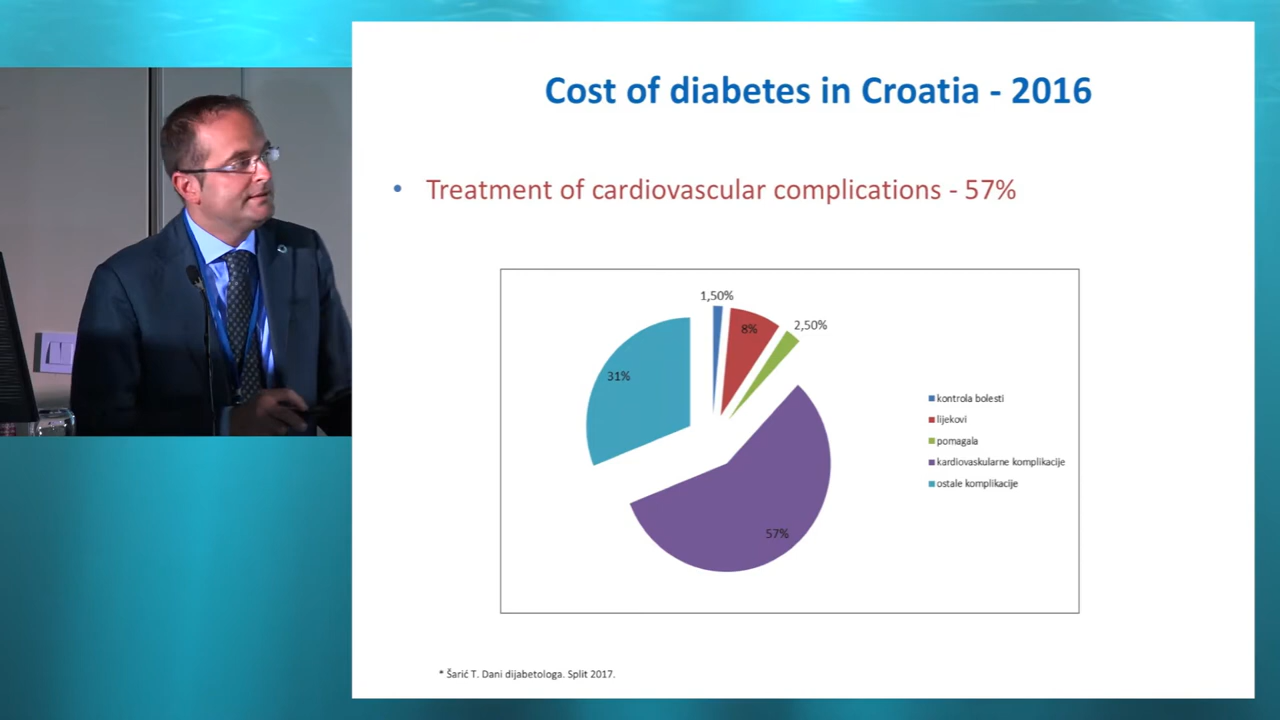 Cost of diabetes in Croatia - 2016
• Treatment of cardiovascular complications - 57%
1,50%
8%
2,50%
31%
57%
kontrola bolesti
lijekovi
pomagala
kardiovaskularne komplikacije
ostale komplikacije
* Šarić T. Dani dijabetologa. Split 2017.